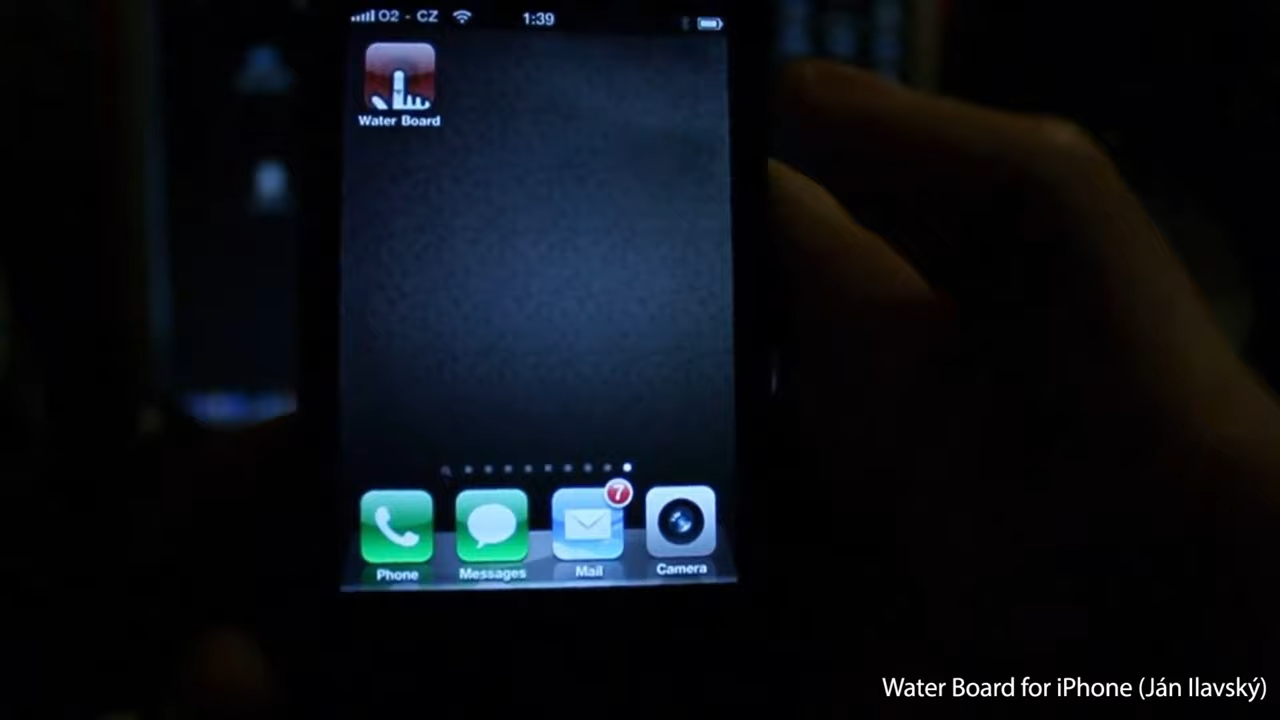 O2 - CZ 1:39
Water Board
7
Phone Messages Mail Camera
Water Board for iPhone (Ján Ilavský)